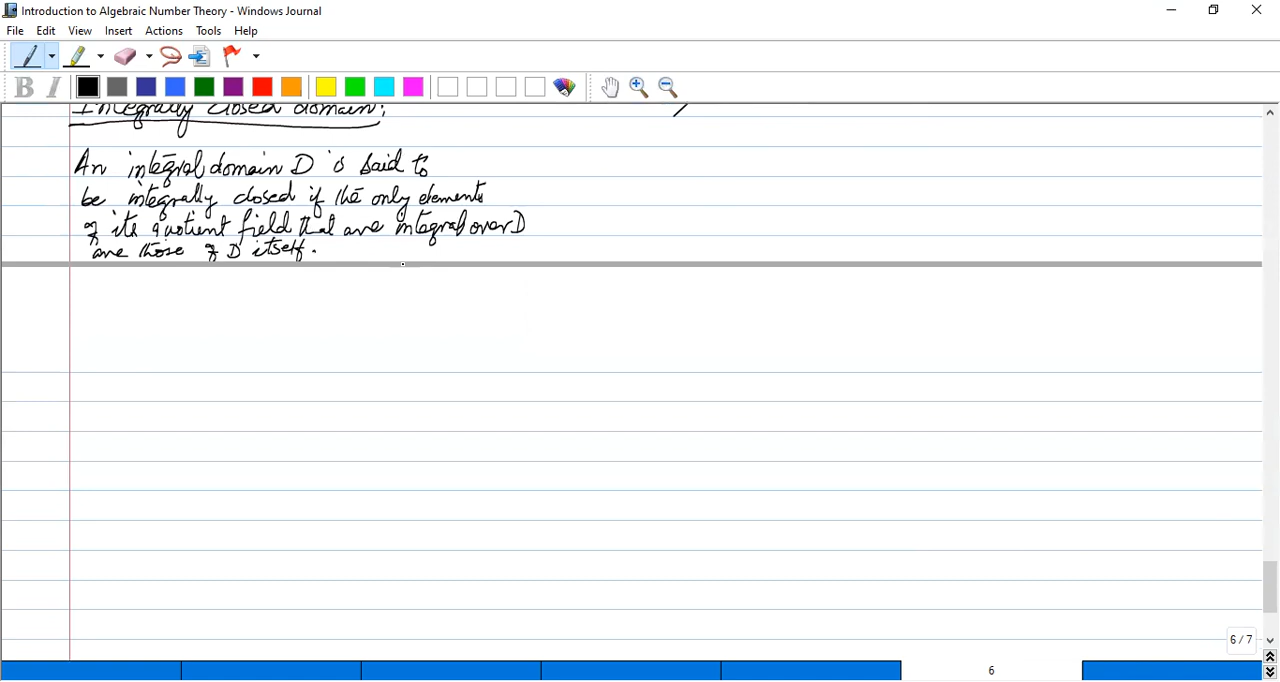 Introduction to Algebraic Number Theory - Windows Journal
File Edit View Insert Actions Tools Help
B I
Integrally closed domain:
An integral domain D is said to
be integrally closed if the only elements
of its quotient field that are integral over D
are those of D itself.
6 / 7
6